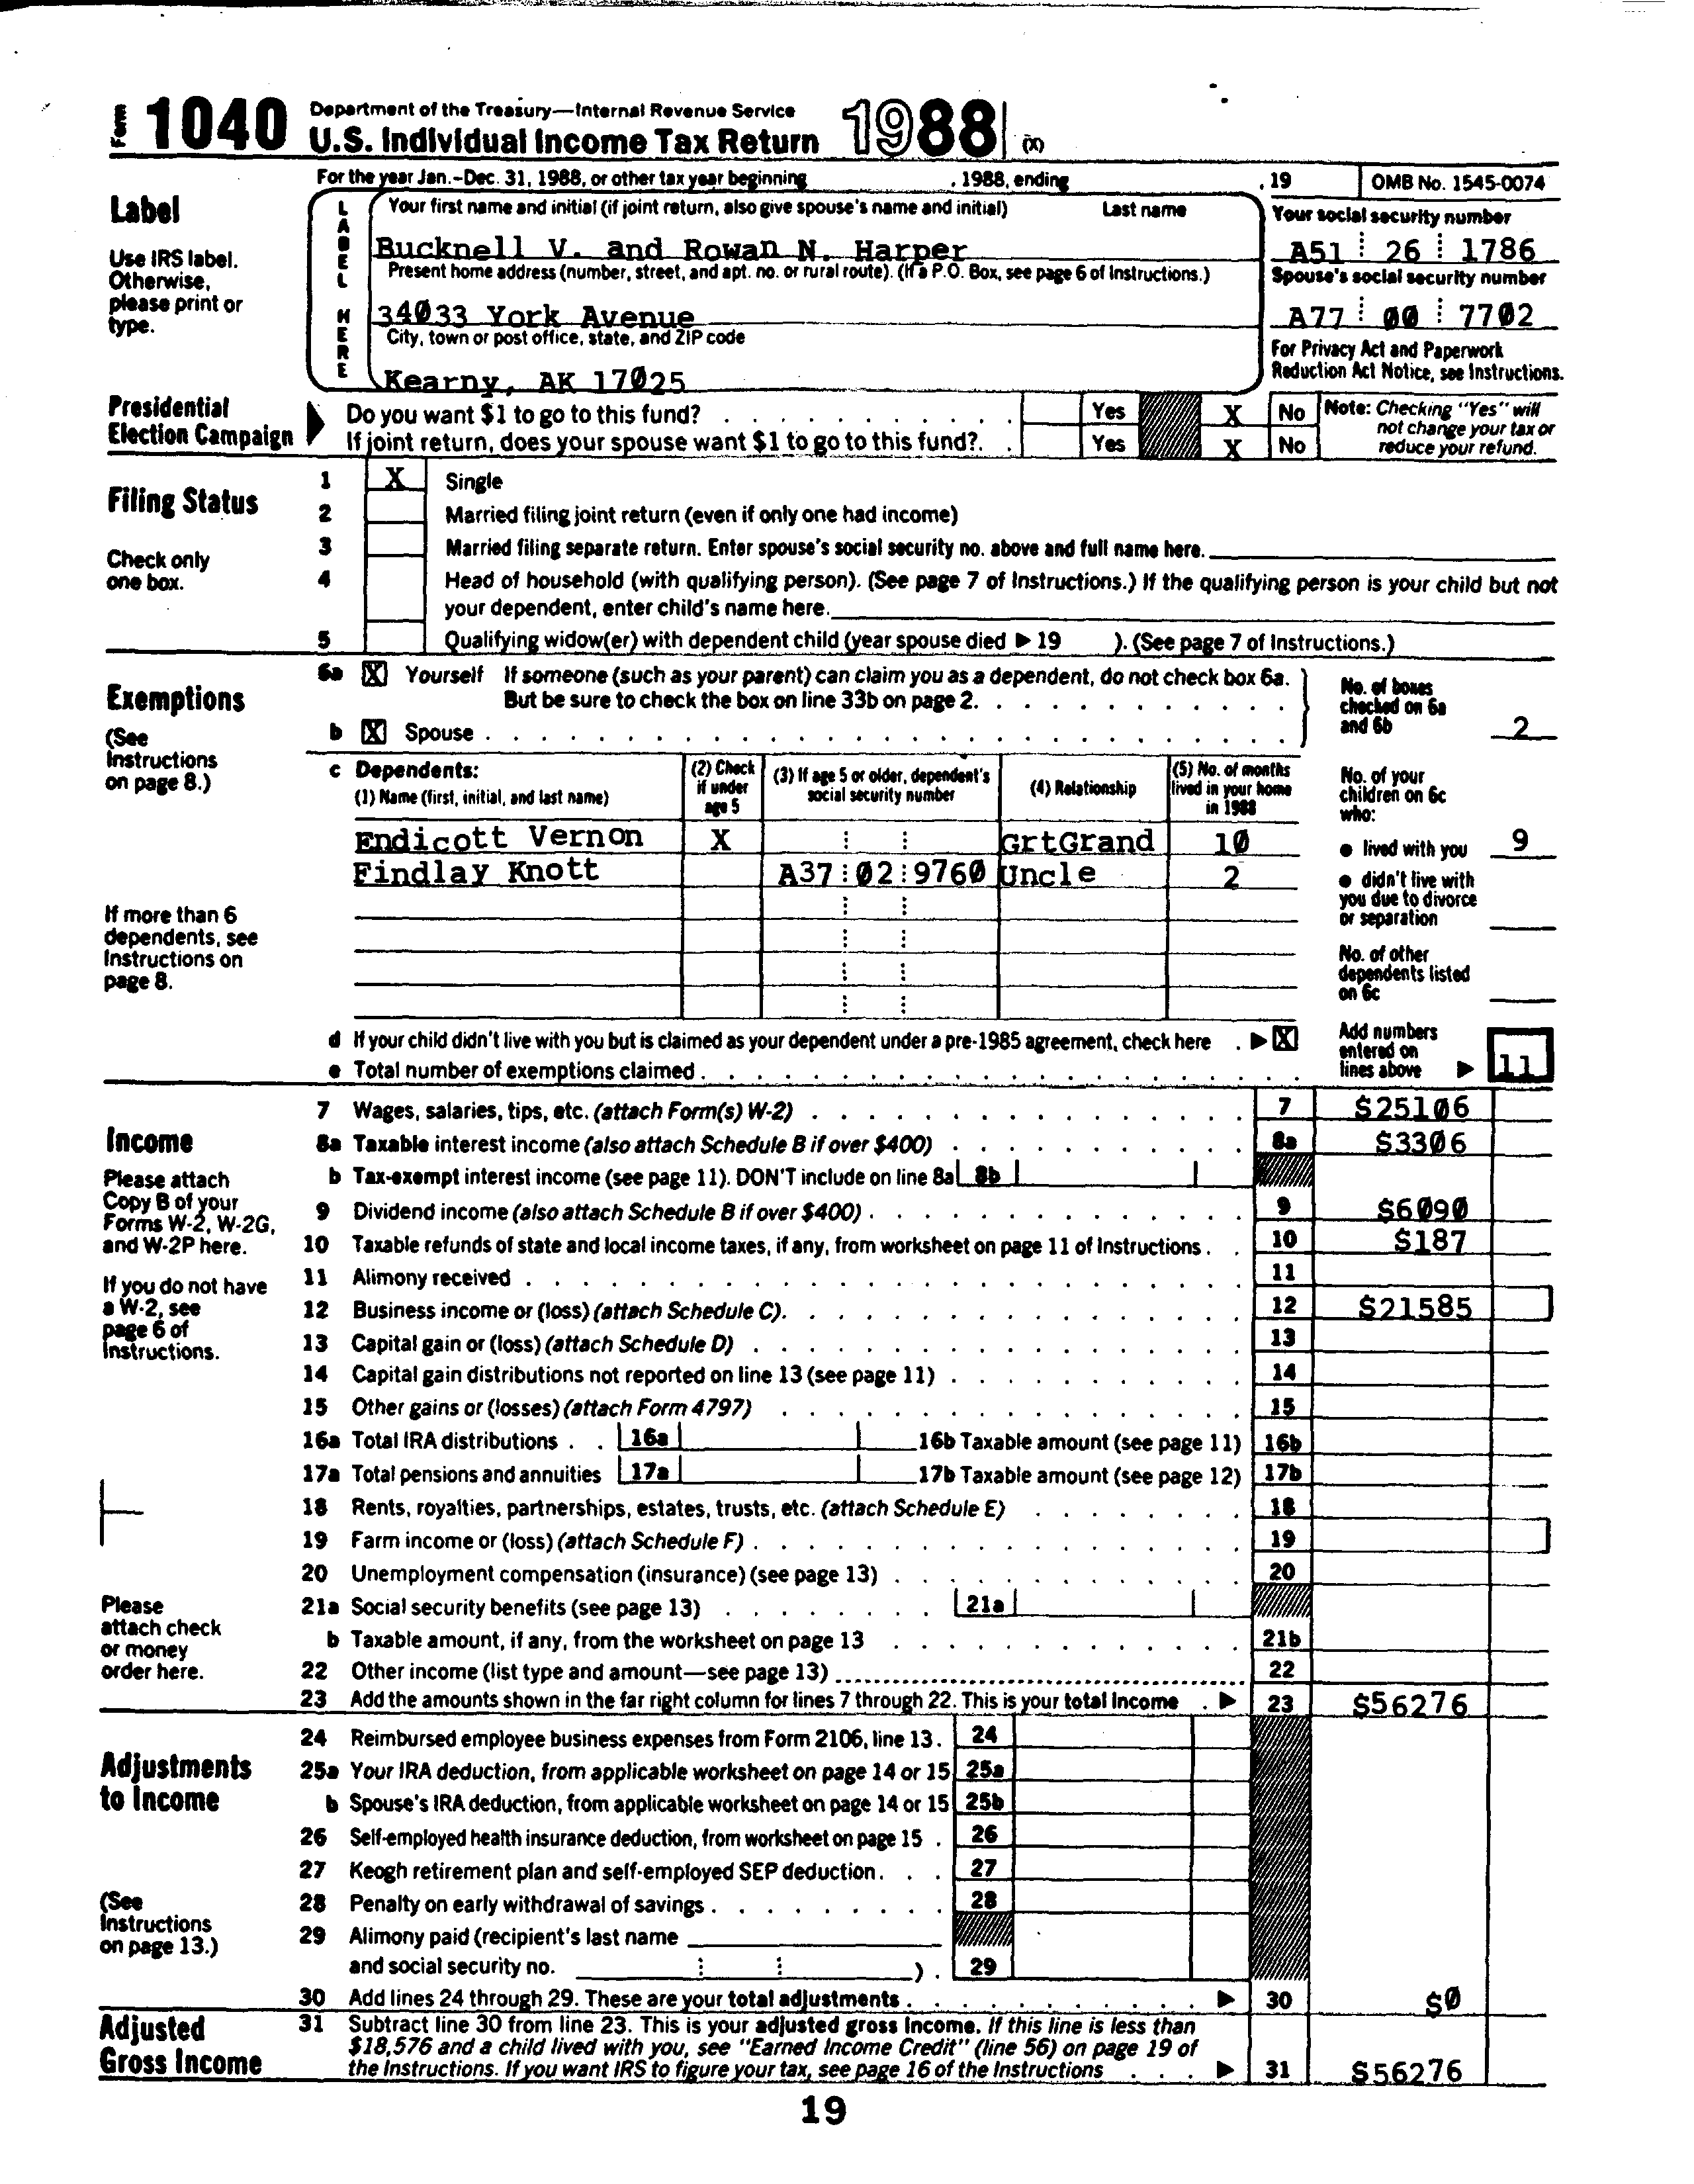 Form 1040 Department of the Treasury—Internal Revenue Service
U.S. Individual Income Tax Return 1988 (X)
For the year Jan.-Dec. 31, 1988, or other tax year beginning , 1988, ending , 19 OMB No. 1545-0074
Label
Use IRS label.
Otherwise,
please print or
type.
LABEL HERE
Your first name and initial (if joint return, also give spouse's name and initial) Last name
Bucknell V. and Rowan N. Harper
Present home address (number, street, and apt. no. or rural route). (If a P.O. Box, see page 6 of Instructions.)
34033 York Avenue
City, town or post office, state, and ZIP code
Kearny, AK 17025
Your social security number
A51 26 1786
Spouse's social security number
A77 00 7702
For Privacy Act and Paperwork
Reduction Act Notice, see Instructions.
Presidential
Election Campaign
Do you want $1 to go to this fund? Yes X No
If joint return, does your spouse want $1 to go to this fund? Yes X No
Note: Checking "Yes" will
not change your tax or
reduce your refund.
Filing Status
Check only
one box.
1 X Single
2 Married filing joint return (even if only one had income)
3 Married filing separate return. Enter spouse's social security no. above and full name here.
4 Head of household (with qualifying person). (See page 7 of Instructions.) If the qualifying person is your child but not
your dependent, enter child's name here.
5 Qualifying widow(er) with dependent child (year spouse died ▶ 19 ). (See page 7 of Instructions.)
Exemptions
(See
Instructions
on page 8.)
6a X Yourself If someone (such as your parent) can claim you as a dependent, do not check box 6a.
But be sure to check the box on line 33b on page 2.
b X Spouse
No. of boxes
checked on 6a
and 6b 2
c Dependents:
(1) Name (first, initial, and last name)
(2) Check
if under
age 5
(3) If age 5 or older, dependent's
social security number
(4) Relationship
(5) No. of months
lived in your home
in 1988
Endicott Vernon X GrtGrand 10
Findlay Knott A37 02 9760 Uncle 2
If more than 6
dependents, see
Instructions on
page 8.
No. of your
children on 6c
who:
● lived with you 9
● didn't live with
you due to divorce
or separation
No. of other
dependents listed
on 6c
d If your child didn't live with you but is claimed as your dependent under a pre-1985 agreement, check here ▶ X
e Total number of exemptions claimed
Add numbers
entered on
lines above ▶ 11
Income
Please attach
Copy B of your
Forms W-2, W-2G,
and W-2P here.
If you do not have
a W-2, see
page 6 of
Instructions.
Please
attach check
or money
order here.
7 Wages, salaries, tips, etc. (attach Form(s) W-2) 7 $25106
8a Taxable interest income (also attach Schedule B if over $400) 8a $3306
b Tax-exempt interest income (see page 11). DON'T include on line 8a 8b
9 Dividend income (also attach Schedule B if over $400) 9 $6090
10 Taxable refunds of state and local income taxes, if any, from worksheet on page 11 of Instructions 10 $187
11 Alimony received 11
12 Business income or (loss) (attach Schedule C) 12 $21585
13 Capital gain or (loss) (attach Schedule D) 13
14 Capital gain distributions not reported on line 13 (see page 11) 14
15 Other gains or (losses) (attach Form 4797) 15
16a Total IRA distributions 16a 16b Taxable amount (see page 11) 16b
17a Total pensions and annuities 17a 17b Taxable amount (see page 12) 17b
18 Rents, royalties, partnerships, estates, trusts, etc. (attach Schedule E) 18
19 Farm income or (loss) (attach Schedule F) 19
20 Unemployment compensation (insurance) (see page 13) 20
21a Social security benefits (see page 13) 21a
b Taxable amount, if any, from the worksheet on page 13 21b
22 Other income (list type and amount—see page 13) 22
23 Add the amounts shown in the far right column for lines 7 through 22. This is your total income ▶ 23 $56276
Adjustments
to Income
(See
Instructions
on page 13.)
24 Reimbursed employee business expenses from Form 2106, line 13. 24
25a Your IRA deduction, from applicable worksheet on page 14 or 15 25a
b Spouse's IRA deduction, from applicable worksheet on page 14 or 15 25b
26 Self-employed health insurance deduction, from worksheet on page 15 26
27 Keogh retirement plan and self-employed SEP deduction 27
28 Penalty on early withdrawal of savings 28
29 Alimony paid (recipient's last name
and social security no. ) 29
30 Add lines 24 through 29. These are your total adjustments ▶ 30 $0
Adjusted
Gross Income
31 Subtract line 30 from line 23. This is your adjusted gross income. If this line is less than
$18,576 and a child lived with you, see "Earned Income Credit" (line 56) on page 19 of
the Instructions. If you want IRS to figure your tax, see page 16 of the Instructions ▶ 31 $56276
19